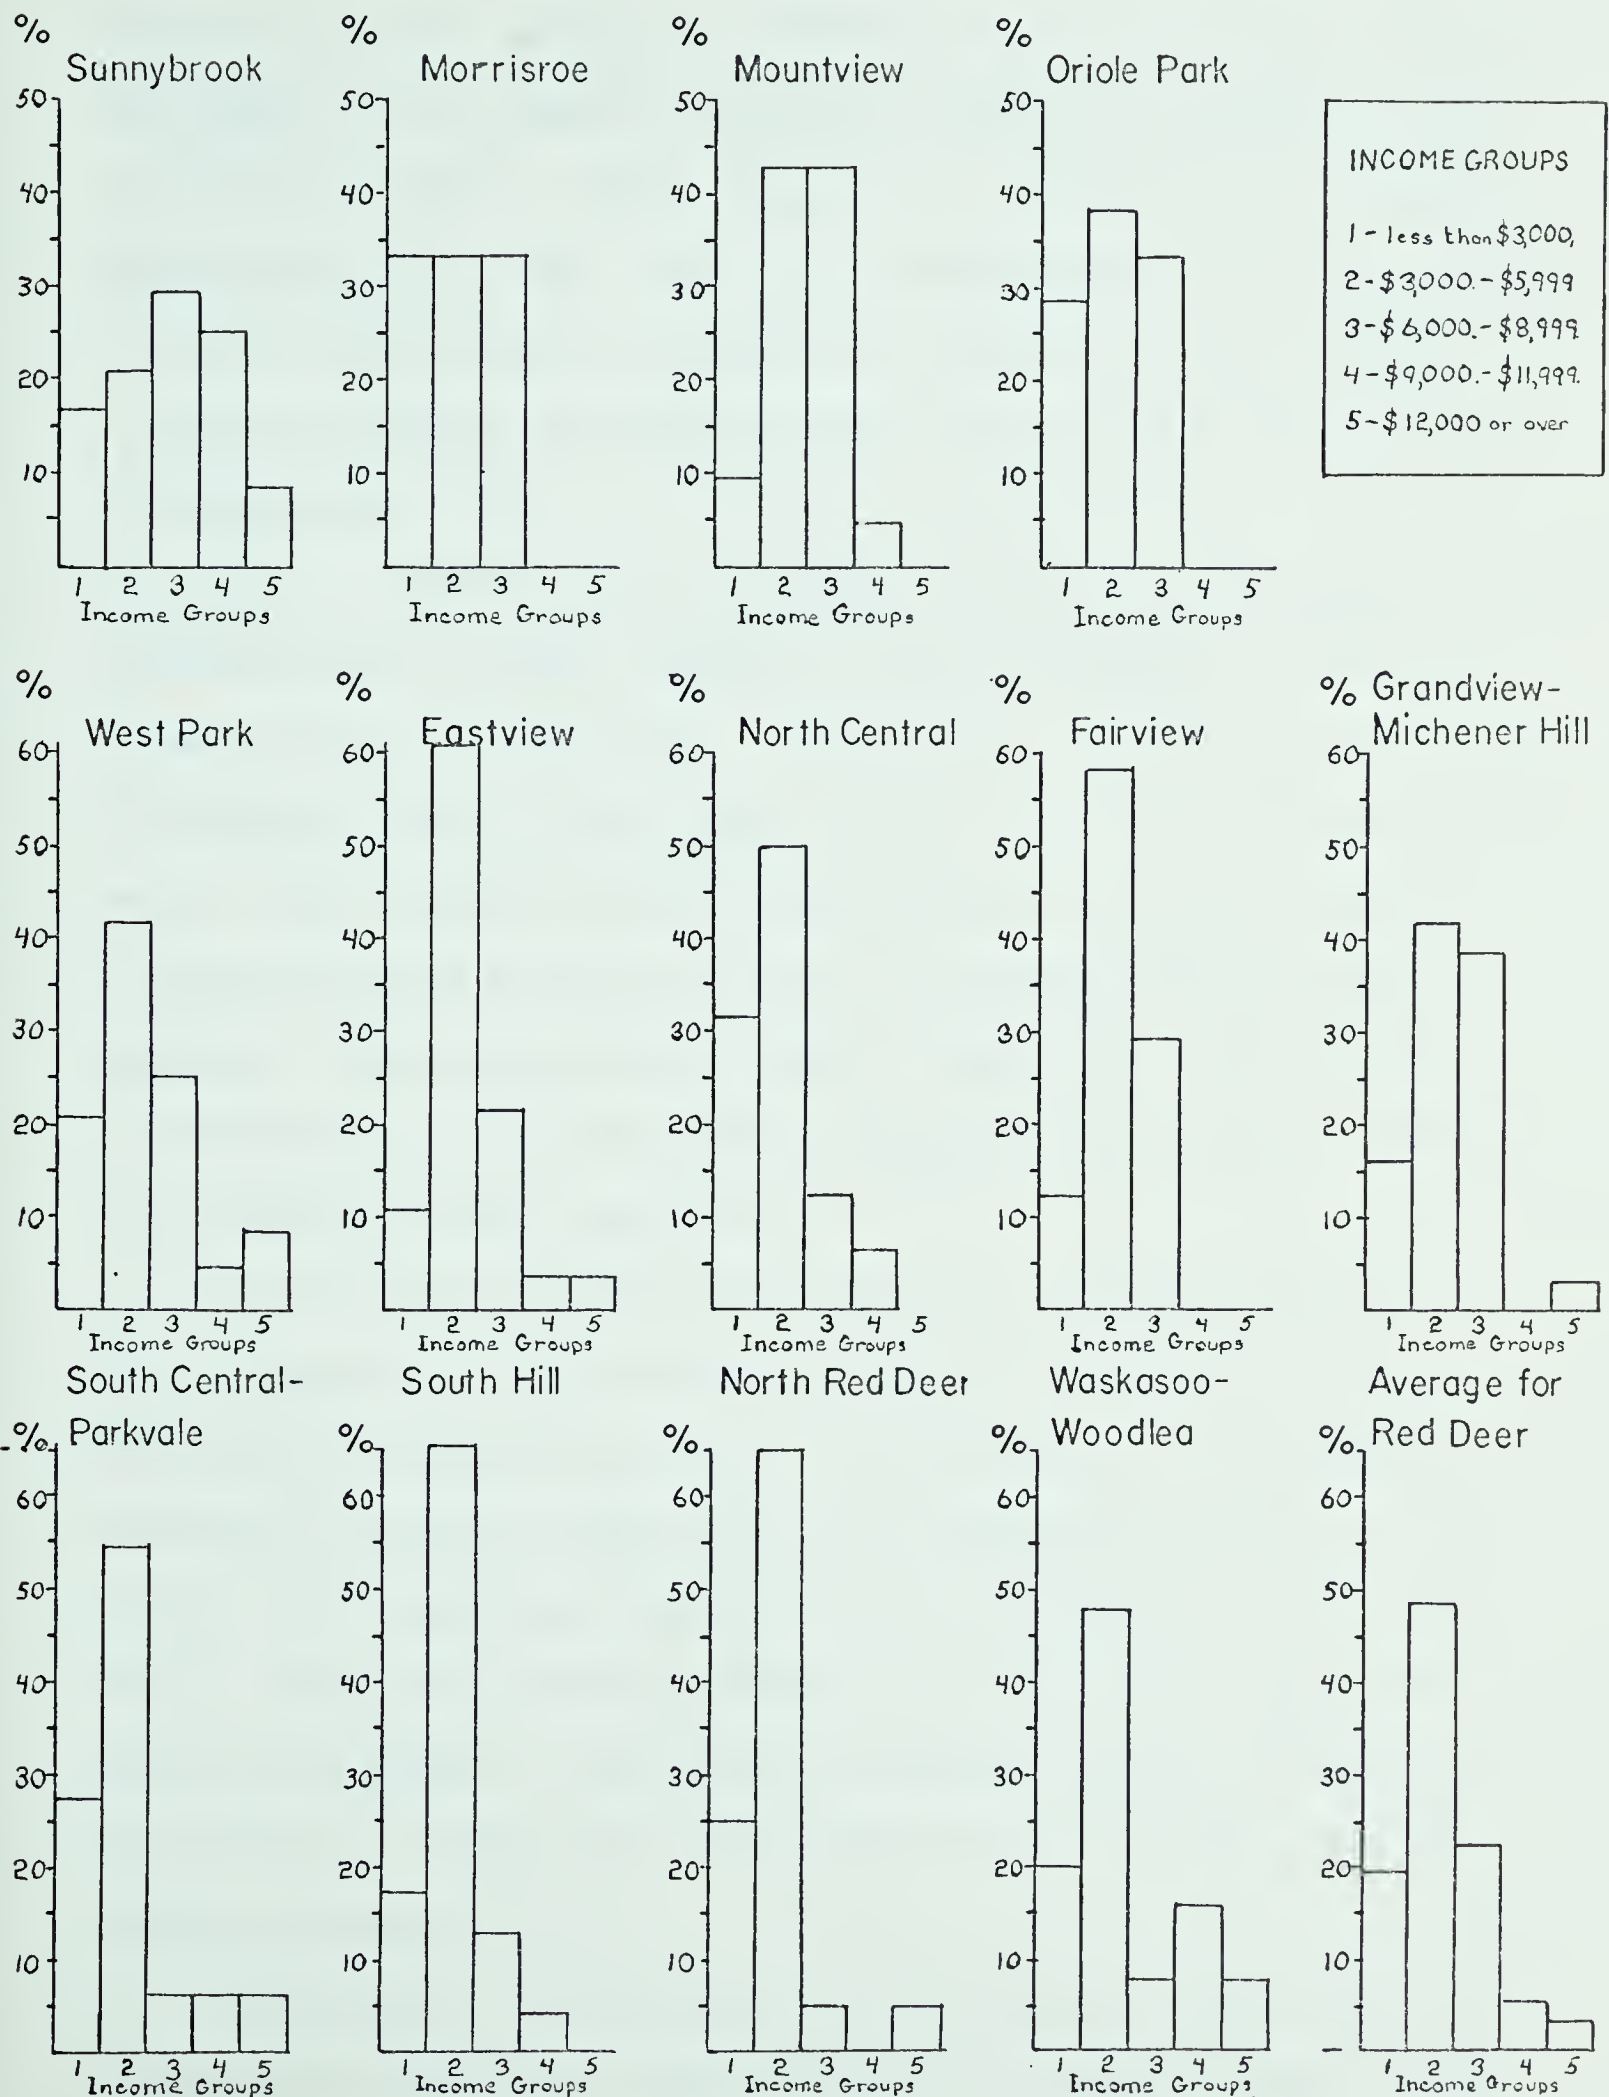 % % % %
Sunnybrook Morrisroe Mountview Oriole Park
50 50 50 50
INCOME GROUPS
40 40 40 40
1 - less than $3,000,
2 - $3,000. - $5,999
30 30 30 30
3 - $6,000. - $8,999
20 20 20 20
4 - $9,000. - $11,999.
5 - $12,000 or over
10 10 10 10
1 2 3 4 5 1 2 3 4 5 1 2 3 4 5 1 2 3 4 5
Income Groups Income Groups Income Groups Income Groups
% % % % % Grandview-
West Park Eastview North Central Fairview Michener Hill
60 60 60 60 60
50 50 50 50 50
40 40 40 40 40
30 30 30 30 30
20 20 20 20 20
10 10 10 10 10
1 2 3 4 5 1 2 3 4 5 1 2 3 4 5 1 2 3 4 5 1 2 3 4 5
Income Groups Income Groups Income Groups Income Groups Income Groups
South Central- South Hill North Red Deer Waskasoo- Average for
% Parkvale % % % Woodlea % Red Deer
60 60 60 60 60
50 50 50 50 50
40 40 40 40 40
30 30 30 30 30
20 20 20 20 20
10 10 10 10 10
1 2 3 4 5 1 2 3 4 5 1 2 3 4 5 1 2 3 4 5 1 2 3 4 5
Income Groups Income Groups Income Groups Income Groups Income Groups